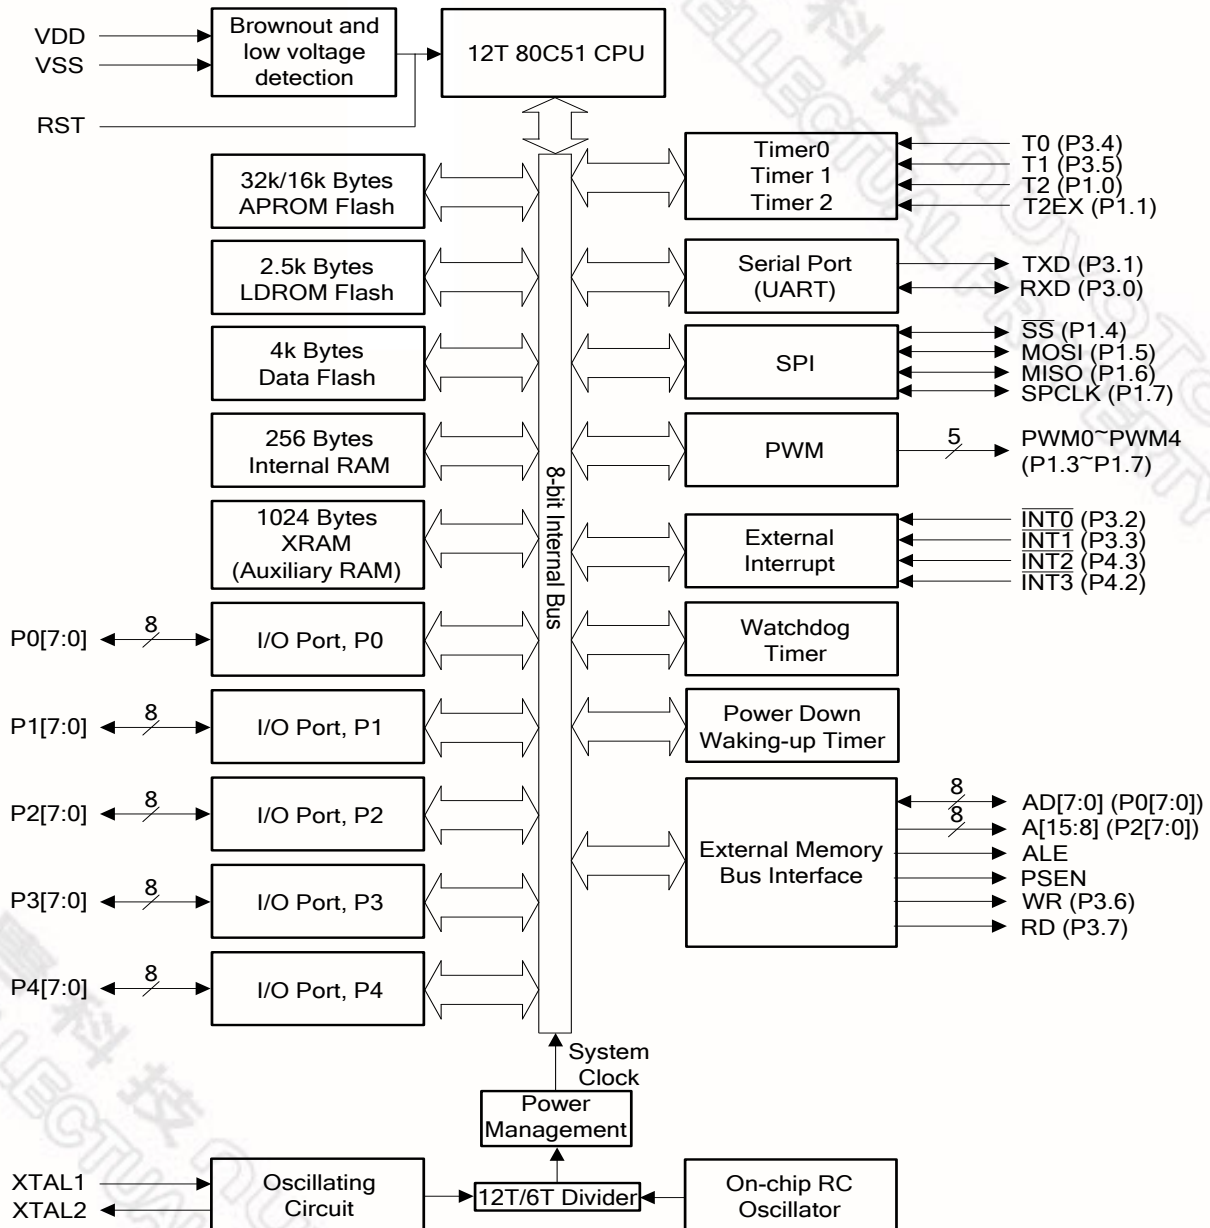 VDD
VSS
RST
Brownout and
low voltage
detection
12T 80C51 CPU
32k/16k Bytes
APROM Flash
2.5k Bytes
LDROM Flash
4k Bytes
Data Flash
256 Bytes
Internal RAM
1024 Bytes
XRAM
(Auxiliary RAM)
P0[7:0]
8
I/O Port, P0
P1[7:0]
8
I/O Port, P1
P2[7:0]
8
I/O Port, P2
P3[7:0]
8
I/O Port, P3
P4[7:0]
8
I/O Port, P4
8-bit Internal Bus
Timer0
Timer 1
Timer 2
T0 (P3.4)
T1 (P3.5)
T2 (P1.0)
T2EX (P1.1)
Serial Port
(UART)
TXD (P3.1)
RXD (P3.0)
SPI
S̅S̅ (P1.4)
MOSI (P1.5)
MISO (P1.6)
SPCLK (P1.7)
PWM
5
PWM0~PWM4
(P1.3~P1.7)
External
Interrupt
I̅N̅T̅0̅ (P3.2)
I̅N̅T̅1̅ (P3.3)
I̅N̅T̅2̅ (P4.3)
I̅N̅T̅3̅ (P4.2)
Watchdog
Timer
Power Down
Waking-up Timer
External Memory
Bus Interface
8
AD[7:0] (P0[7:0])
8
A[15:8] (P2[7:0])
ALE
PSEN
WR (P3.6)
RD (P3.7)
System
Clock
Power
Management
XTAL1
XTAL2
Oscillating
Circuit
12T/6T Divider
On-chip RC
Oscillator